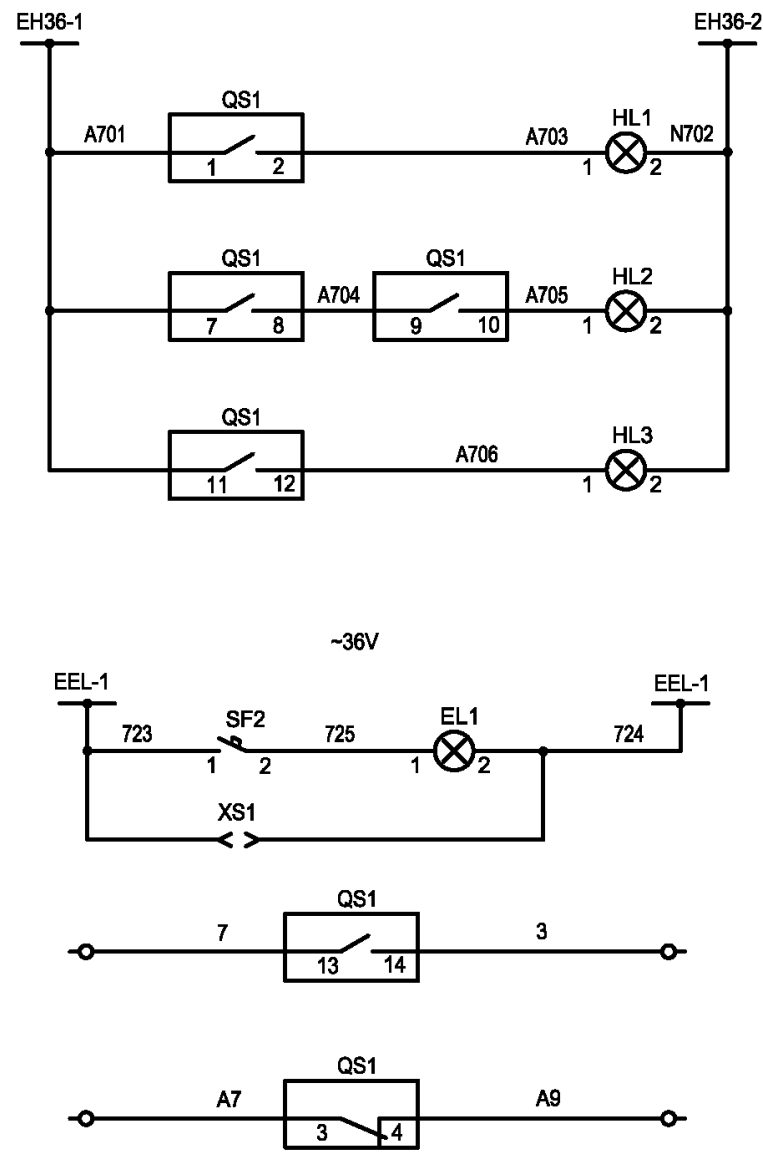 EH36-1 EH36-2
QS1 HL1
A701 A703 N702
1 2 1 2
QS1 QS1 HL2
A704 A705
7 8 9 10 1 2
QS1 HL3
A706
11 12 1 2
~36V
EEL-1 EEL-1
SF2 EL1
723 725 724
1 2 1 2
XS1
QS1
7 3
13 14
QS1
A7 A9
3 4